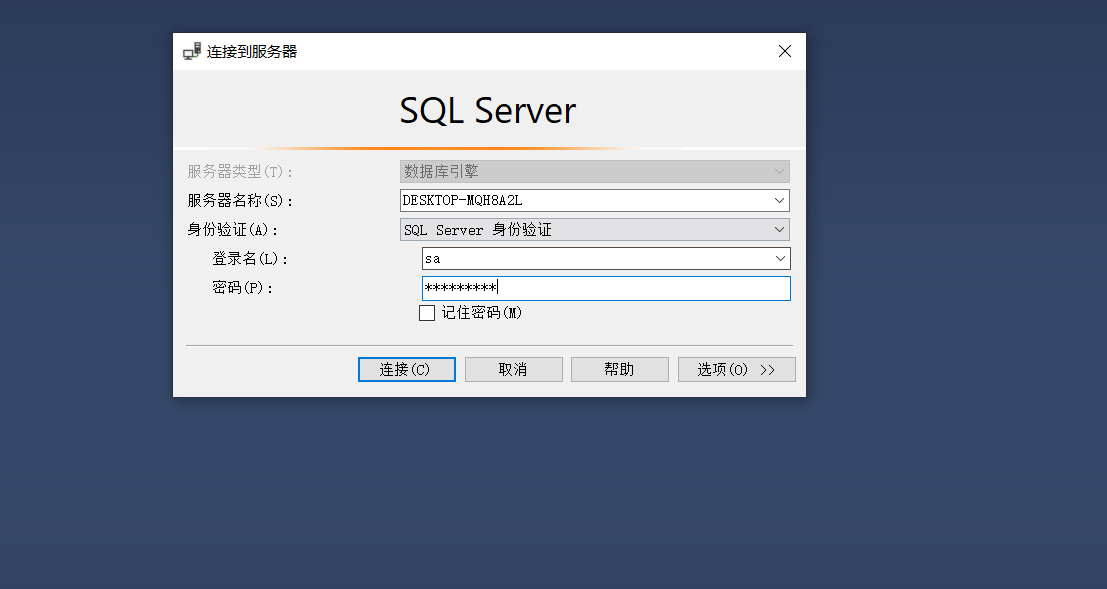 连接到服务器
SQL Server
服务器类型(T): 数据库引擎
服务器名称(S): DESKTOP-MQH8A2L
身份验证(A): SQL Server 身份验证
登录名(L): sa
密码(P): *********
记住密码(M)
连接(C) 取消 帮助 选项(O) >>